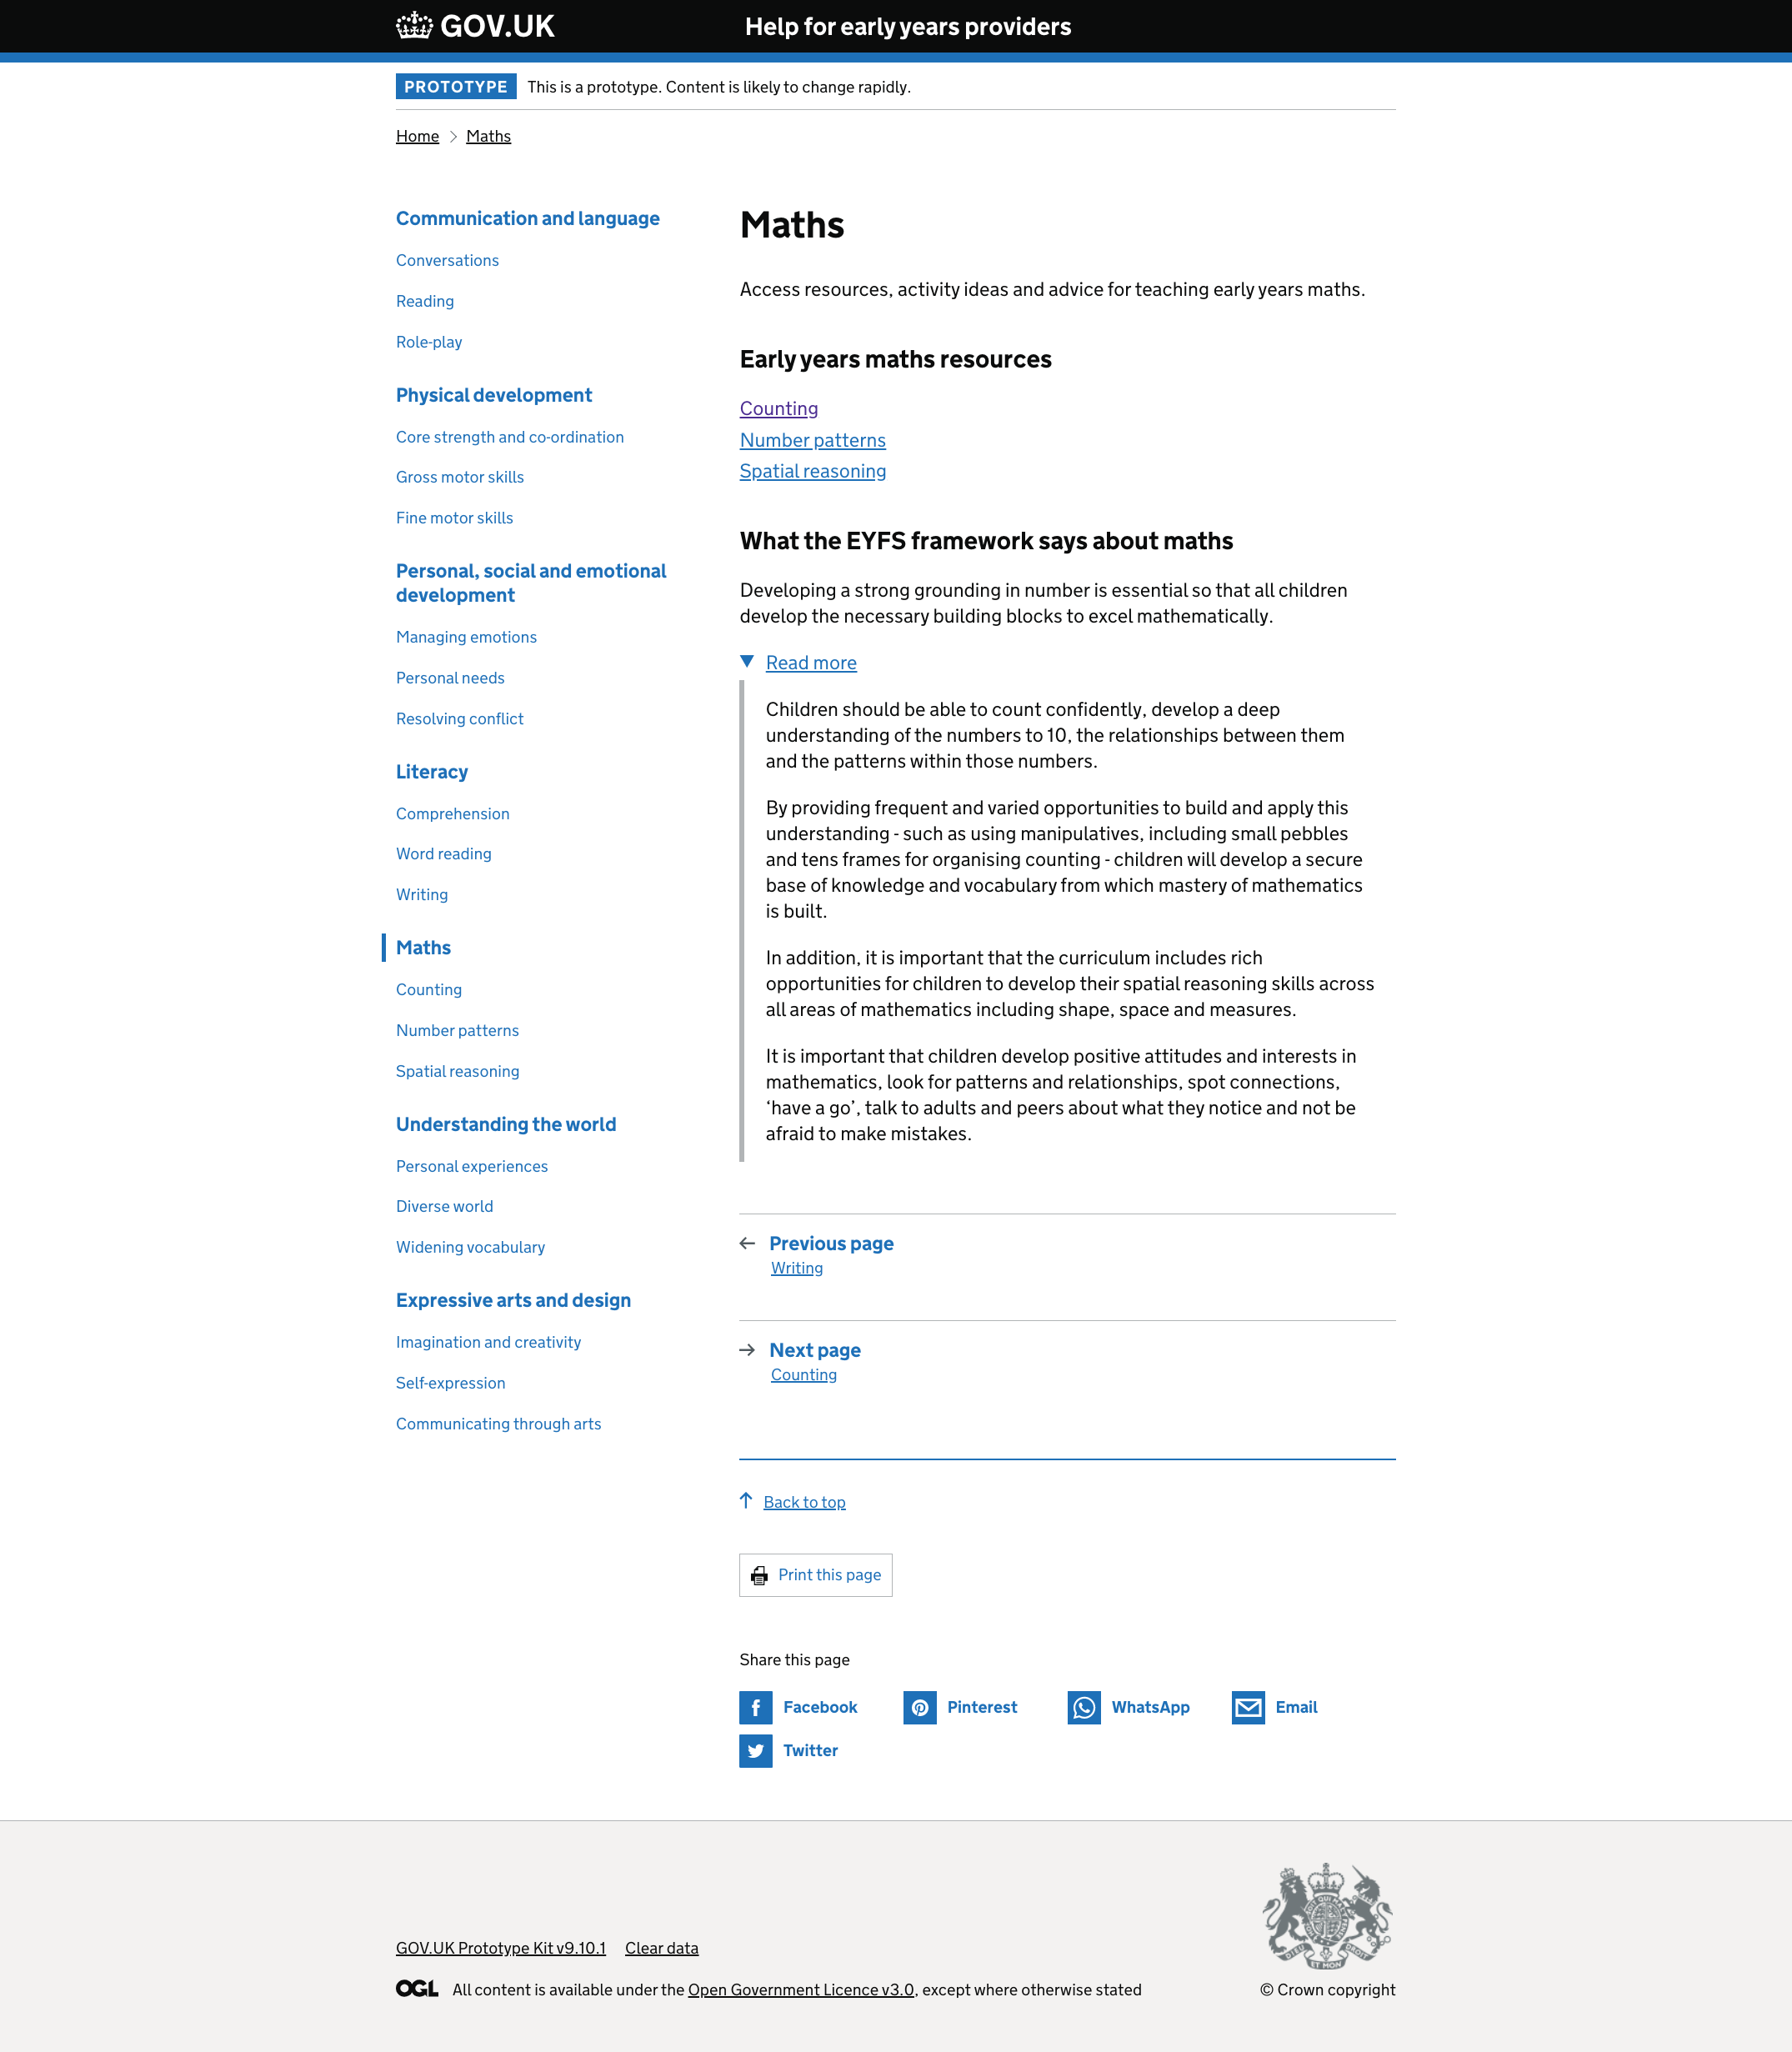 GOV.UK
Help for early years providers
PROTOTYPE
This is a prototype. Content is likely to change rapidly.
Home
Maths
Communication and language
Conversations
Reading
Role-play
Physical development
Core strength and co-ordination
Gross motor skills
Fine motor skills
Personal, social and emotional
development
Managing emotions
Personal needs
Resolving conflict
Literacy
Comprehension
Word reading
Writing
Maths
Counting
Number patterns
Spatial reasoning
Understanding the world
Personal experiences
Diverse world
Widening vocabulary
Expressive arts and design
Imagination and creativity
Self-expression
Communicating through arts
Maths
Access resources, activity ideas and advice for teaching early years maths.
Early years maths resources
Counting
Number patterns
Spatial reasoning
What the EYFS framework says about maths
Developing a strong grounding in number is essential so that all children
develop the necessary building blocks to excel mathematically.
Read more
Children should be able to count confidently, develop a deep
understanding of the numbers to 10, the relationships between them
and the patterns within those numbers.
By providing frequent and varied opportunities to build and apply this
understanding - such as using manipulatives, including small pebbles
and tens frames for organising counting - children will develop a secure
base of knowledge and vocabulary from which mastery of mathematics
is built.
In addition, it is important that the curriculum includes rich
opportunities for children to develop their spatial reasoning skills across
all areas of mathematics including shape, space and measures.
It is important that children develop positive attitudes and interests in
mathematics, look for patterns and relationships, spot connections,
‘have a go’, talk to adults and peers about what they notice and not be
afraid to make mistakes.
Previous page
Writing
Next page
Counting
Back to top
Print this page
Share this page
Facebook
Pinterest
WhatsApp
Email
Twitter
GOV.UK Prototype Kit v9.10.1
Clear data
OGL
All content is available under the Open Government Licence v3.0, except where otherwise stated
DIEU ET MON DROIT
© Crown copyright